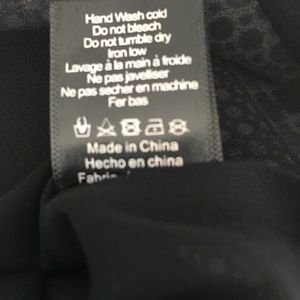 Hand Wash cold
Do not bleach
Do not tumble dry
Iron low
Lavage à la main à froide
Ne pas javelliser
Ne pas secher en machine
Fer bas
Made in China
Hecho en china